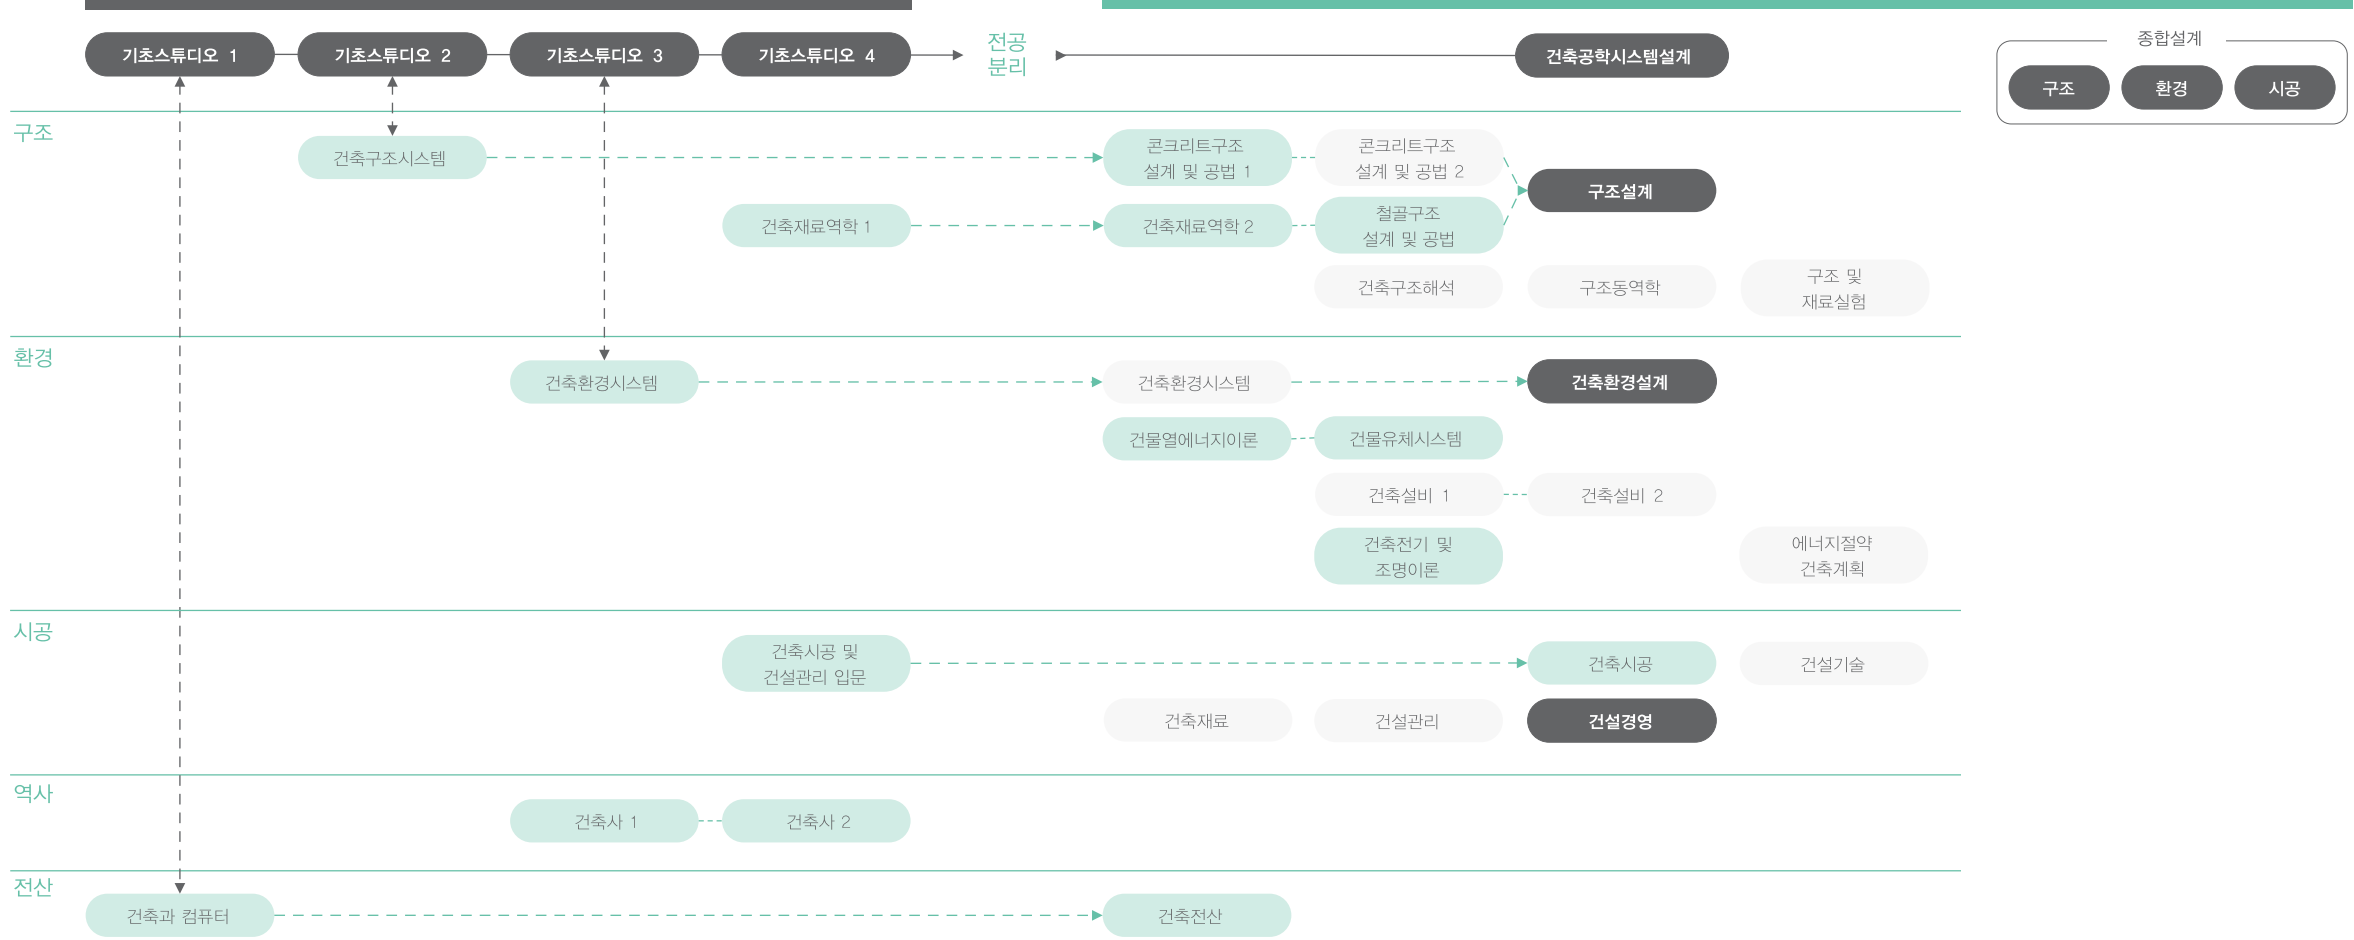 기초스튜디오 1
기초스튜디오 2
기초스튜디오 3
기초스튜디오 4
전공
분리
건축공학시스템설계
종합설계
구조
환경
시공
구조
건축구조시스템
콘크리트구조
설계 및 공법 1
콘크리트구조
설계 및 공법 2
구조설계
건축재료역학 1
건축재료역학 2
철골구조
설계 및 공법
건축구조해석
구조동역학
구조 및
재료실험
환경
건축환경시스템
건축환경시스템
건축환경설계
건물열에너지이론
건물유체시스템
건축설비 1
건축설비 2
건축전기 및
조명이론
에너지절약
건축계획
시공
건축시공 및
건설관리 입문
건축시공
건설기술
건축재료
건설관리
건설경영
역사
건축사 1
건축사 2
전산
건축과 컴퓨터
건축전산